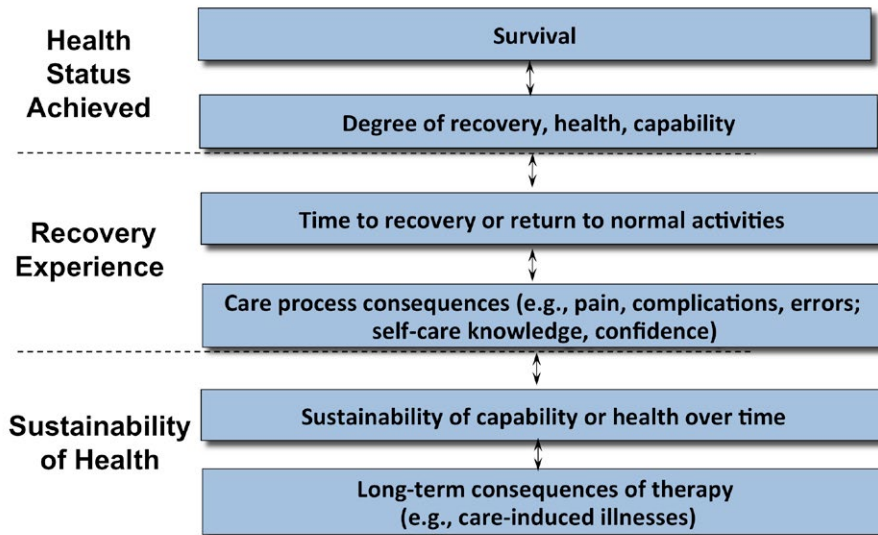 Health
Status
Achieved
Survival
Degree of recovery, health, capability
Recovery
Experience
Time to recovery or return to normal activities
Care process consequences (e.g., pain, complications, errors;
self-care knowledge, confidence)
Sustainability
of Health
Sustainability of capability or health over time
Long-term consequences of therapy
(e.g., care-induced illnesses)